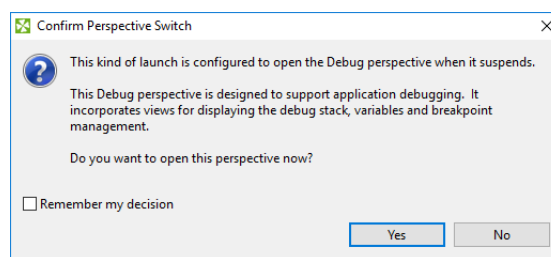 Confirm Perspective Switch
This kind of launch is configured to open the Debug perspective when it suspends.
This Debug perspective is designed to support application debugging.  It
incorporates views for displaying the debug stack, variables and breakpoint
management.
Do you want to open this perspective now?
Remember my decision
Yes
No